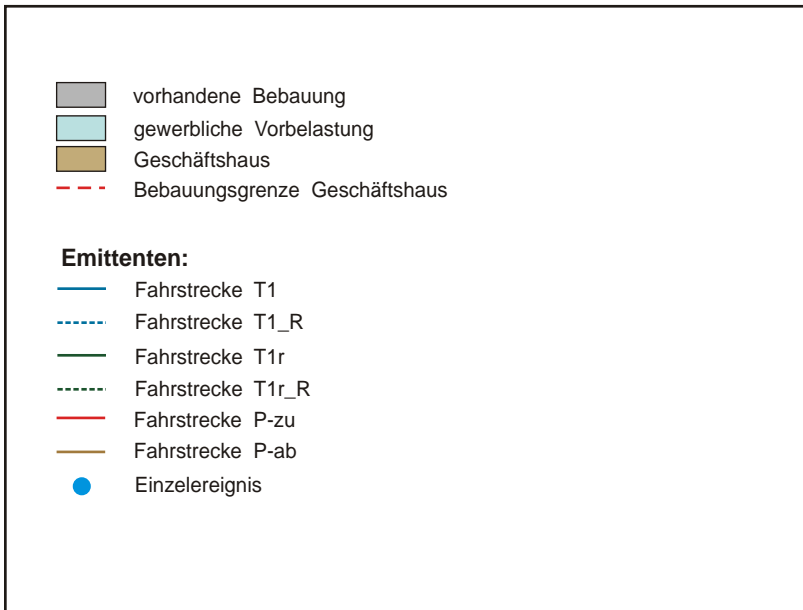 vorhandene Bebauung
gewerbliche Vorbelastung
Geschäftshaus
Bebauungsgrenze Geschäftshaus
Emittenten:
Fahrstrecke T1
Fahrstrecke T1_R
Fahrstrecke T1r
Fahrstrecke T1r_R
Fahrstrecke P-zu
Fahrstrecke P-ab
Einzelereignis